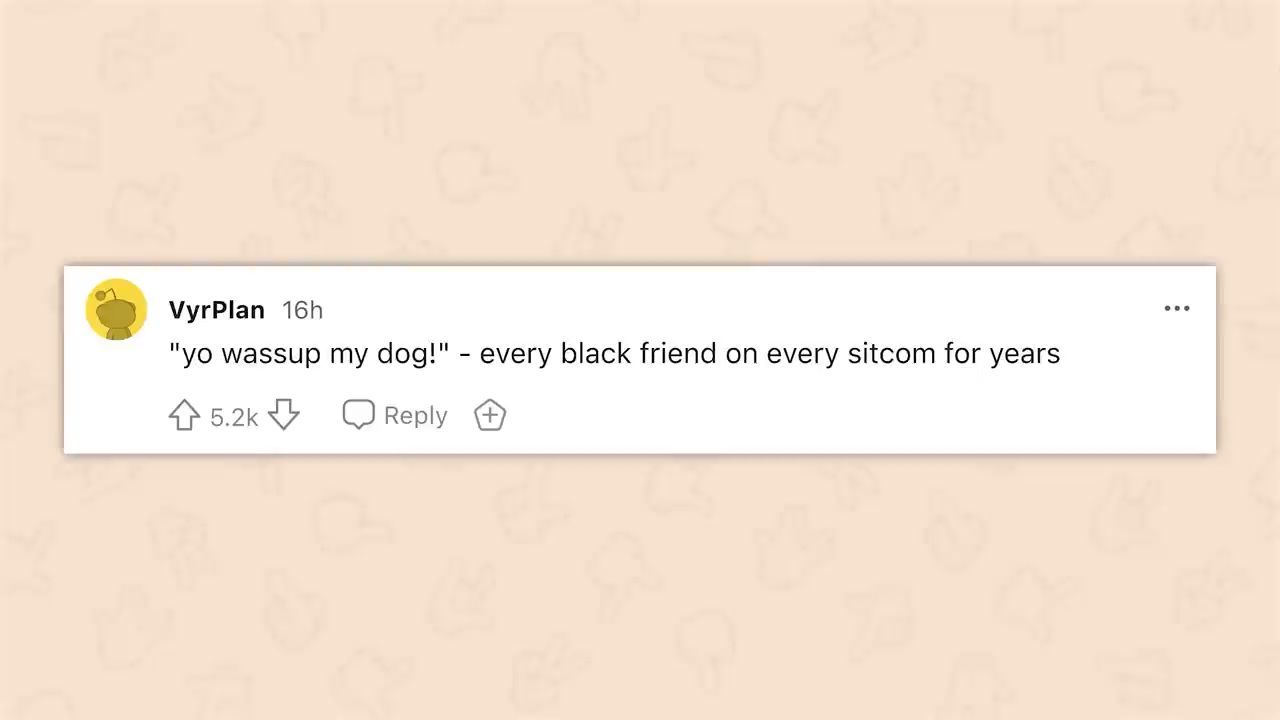 VyrPlan 16h
"yo wassup my dog!" - every black friend on every sitcom for years
5.2k Reply